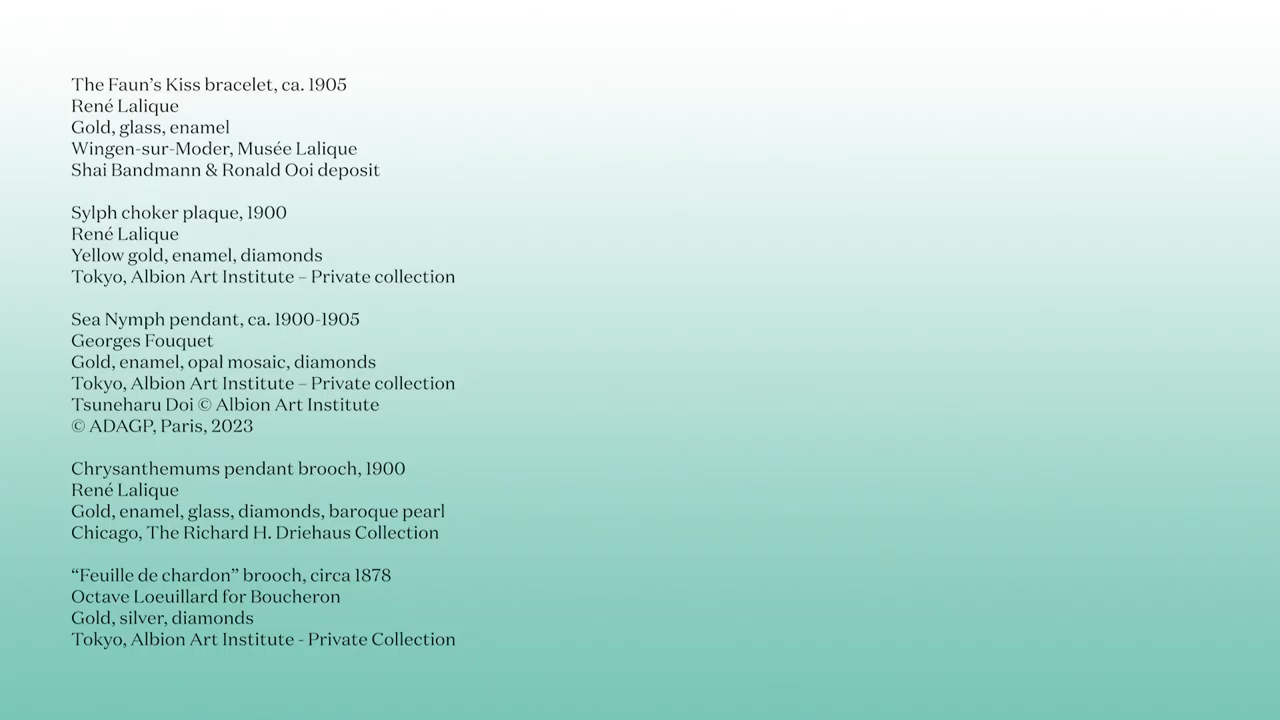 The Faun’s Kiss bracelet, ca. 1905
René Lalique
Gold, glass, enamel
Wingen-sur-Moder, Musée Lalique
Shai Bandmann & Ronald Ooi deposit
Sylph choker plaque, 1900
René Lalique
Yellow gold, enamel, diamonds
Tokyo, Albion Art Institute – Private collection
Sea Nymph pendant, ca. 1900-1905
Georges Fouquet
Gold, enamel, opal mosaic, diamonds
Tokyo, Albion Art Institute – Private collection
Tsuneharu Doi © Albion Art Institute
© ADAGP, Paris, 2023
Chrysanthemums pendant brooch, 1900
René Lalique
Gold, enamel, glass, diamonds, baroque pearl
Chicago, The Richard H. Driehaus Collection
“Feuille de chardon” brooch, circa 1878
Octave Loeuillard for Boucheron
Gold, silver, diamonds
Tokyo, Albion Art Institute - Private Collection